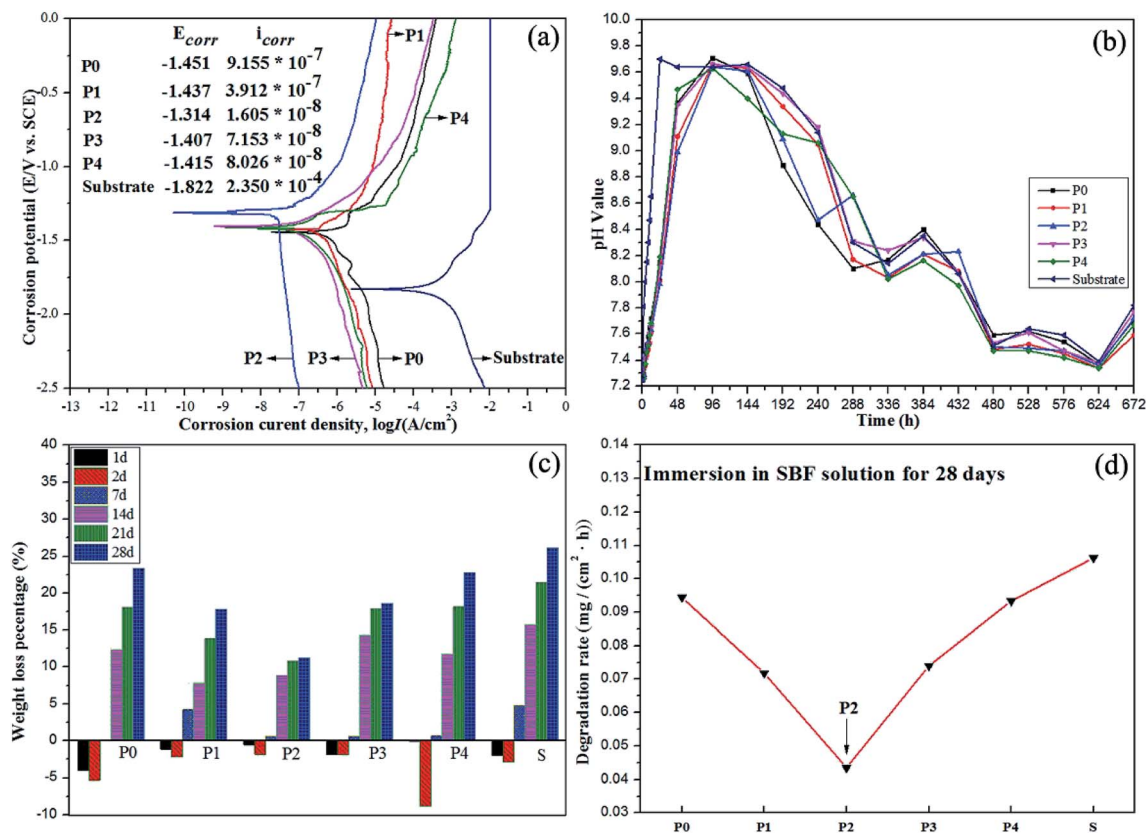 (a)
E_corr i_corr
P0 -1.451 9.155 * 10^-7
P1 -1.437 3.912 * 10^-7
P2 -1.314 1.605 * 10^-8
P3 -1.407 7.153 * 10^-8
P4 -1.415 8.026 * 10^-8
Substrate -1.822 2.350 * 10^-4
P1
P4
P2 P3 P0 Substrate
0.0
-0.5
-1.0
-1.5
-2.0
-2.5
Corrosion potential (E/V vs. SCE)
-13 -12 -11 -10 -9 -8 -7 -6 -5 -4 -3 -2 -1 0
Corrosion curent density, logI(A/cm²)
(b)
10.0
9.8
9.6
9.4
9.2
9.0
8.8
8.6
8.4
8.2
8.0
7.8
7.6
7.4
7.2
pH Value
P0
P1
P2
P3
P4
Substrate
0 48 96 144 192 240 288 336 384 432 480 528 576 624 672
Time (h)
(c)
1d
2d
7d
14d
21d
28d
40
35
30
25
20
15
10
5
0
-5
-10
Weight loss pecentage (%)
P0 P1 P2 P3 P4 S
(d)
Immersion in SBF solution for 28 days
0.14
0.13
0.12
0.11
0.10
0.09
0.08
0.07
0.06
0.05
0.04
0.03
Degradation rate (mg / (cm² · h))
P2
P0 P1 P2 P3 P4 S